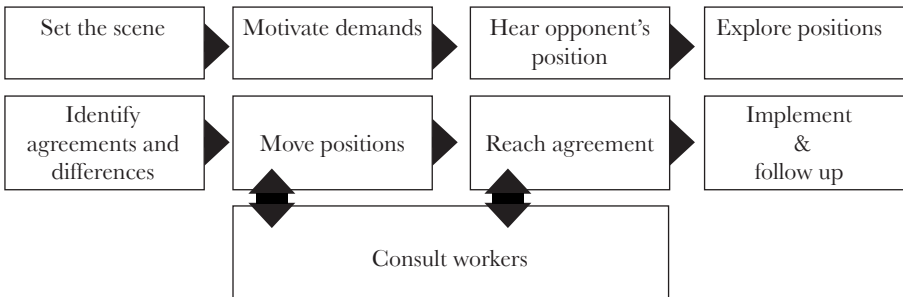 Set the scene
Motivate demands
Hear opponent’s
position
Explore positions
Identify
agreements and
differences
Move positions
Reach agreement
Implement
&
follow up
Consult workers